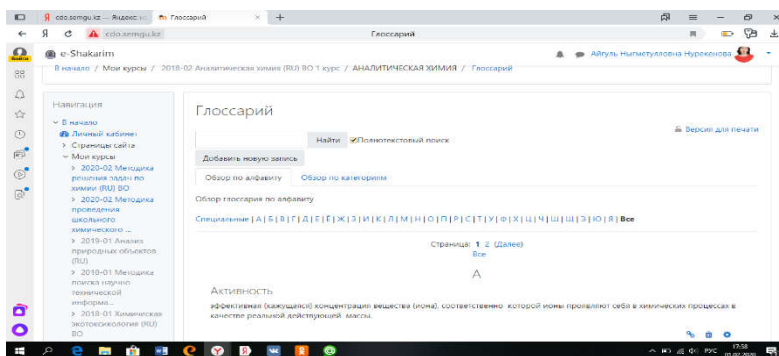 cdo.semgu.kz — Яндекс: н
Глоссарий
cdo.semgu.kz
Глоссарий
Войти
e-Shakarim
Айгуль Ныгметулловна Нурекенова
В начало / Мои курсы / 2018-02 Аналитическая химия (RU) ВО 1 курс / АНАЛИТИЧЕСКАЯ ХИМИЯ / Глоссарий
Навигация
В начало
Личный кабинет
Страницы сайта
Мои курсы
2020-02 Методика
решения задач по
химии (RU) ВО
2020-02 Методика
проведения
школьного
химического ...
2019-01 Анализ
природных объектов
(RU)
2018-01 Методика
поиска научно
технической
информа...
2018-01 Химическая
экотоксикология (RU)
ВО
Глоссарий
Версия для печати
Найти Полнотекстовый поиск
Добавить новую запись
Обзор по алфавиту Обзор по категориям
Обзор глоссария по алфавиту
Специальные | А | Б | В | Г | Д | Е | Ё | Ж | З | И | К | Л | М | Н | О | П | Р | С | Т | У | Ф | Х | Ц | Ч | Ш | Щ | Э | Ю | Я | Все
Страница: 1 2 (Далее)
Все
А
Активность
эффективная (кажущаяся) концентрация вещества (иона), соответственно которой ионы проявляют себя в химических процессах в
качестве реальной действующей массы.
РУС
17:58
01.02.2020